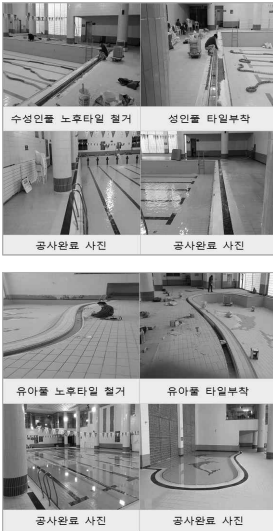 수성인풀 노후타일 철거
성인풀 타일부착
공사완료 사진
공사완료 사진
유아풀 노후타일 철거
유아풀 타일부착
공사완료 사진
공사완료 사진